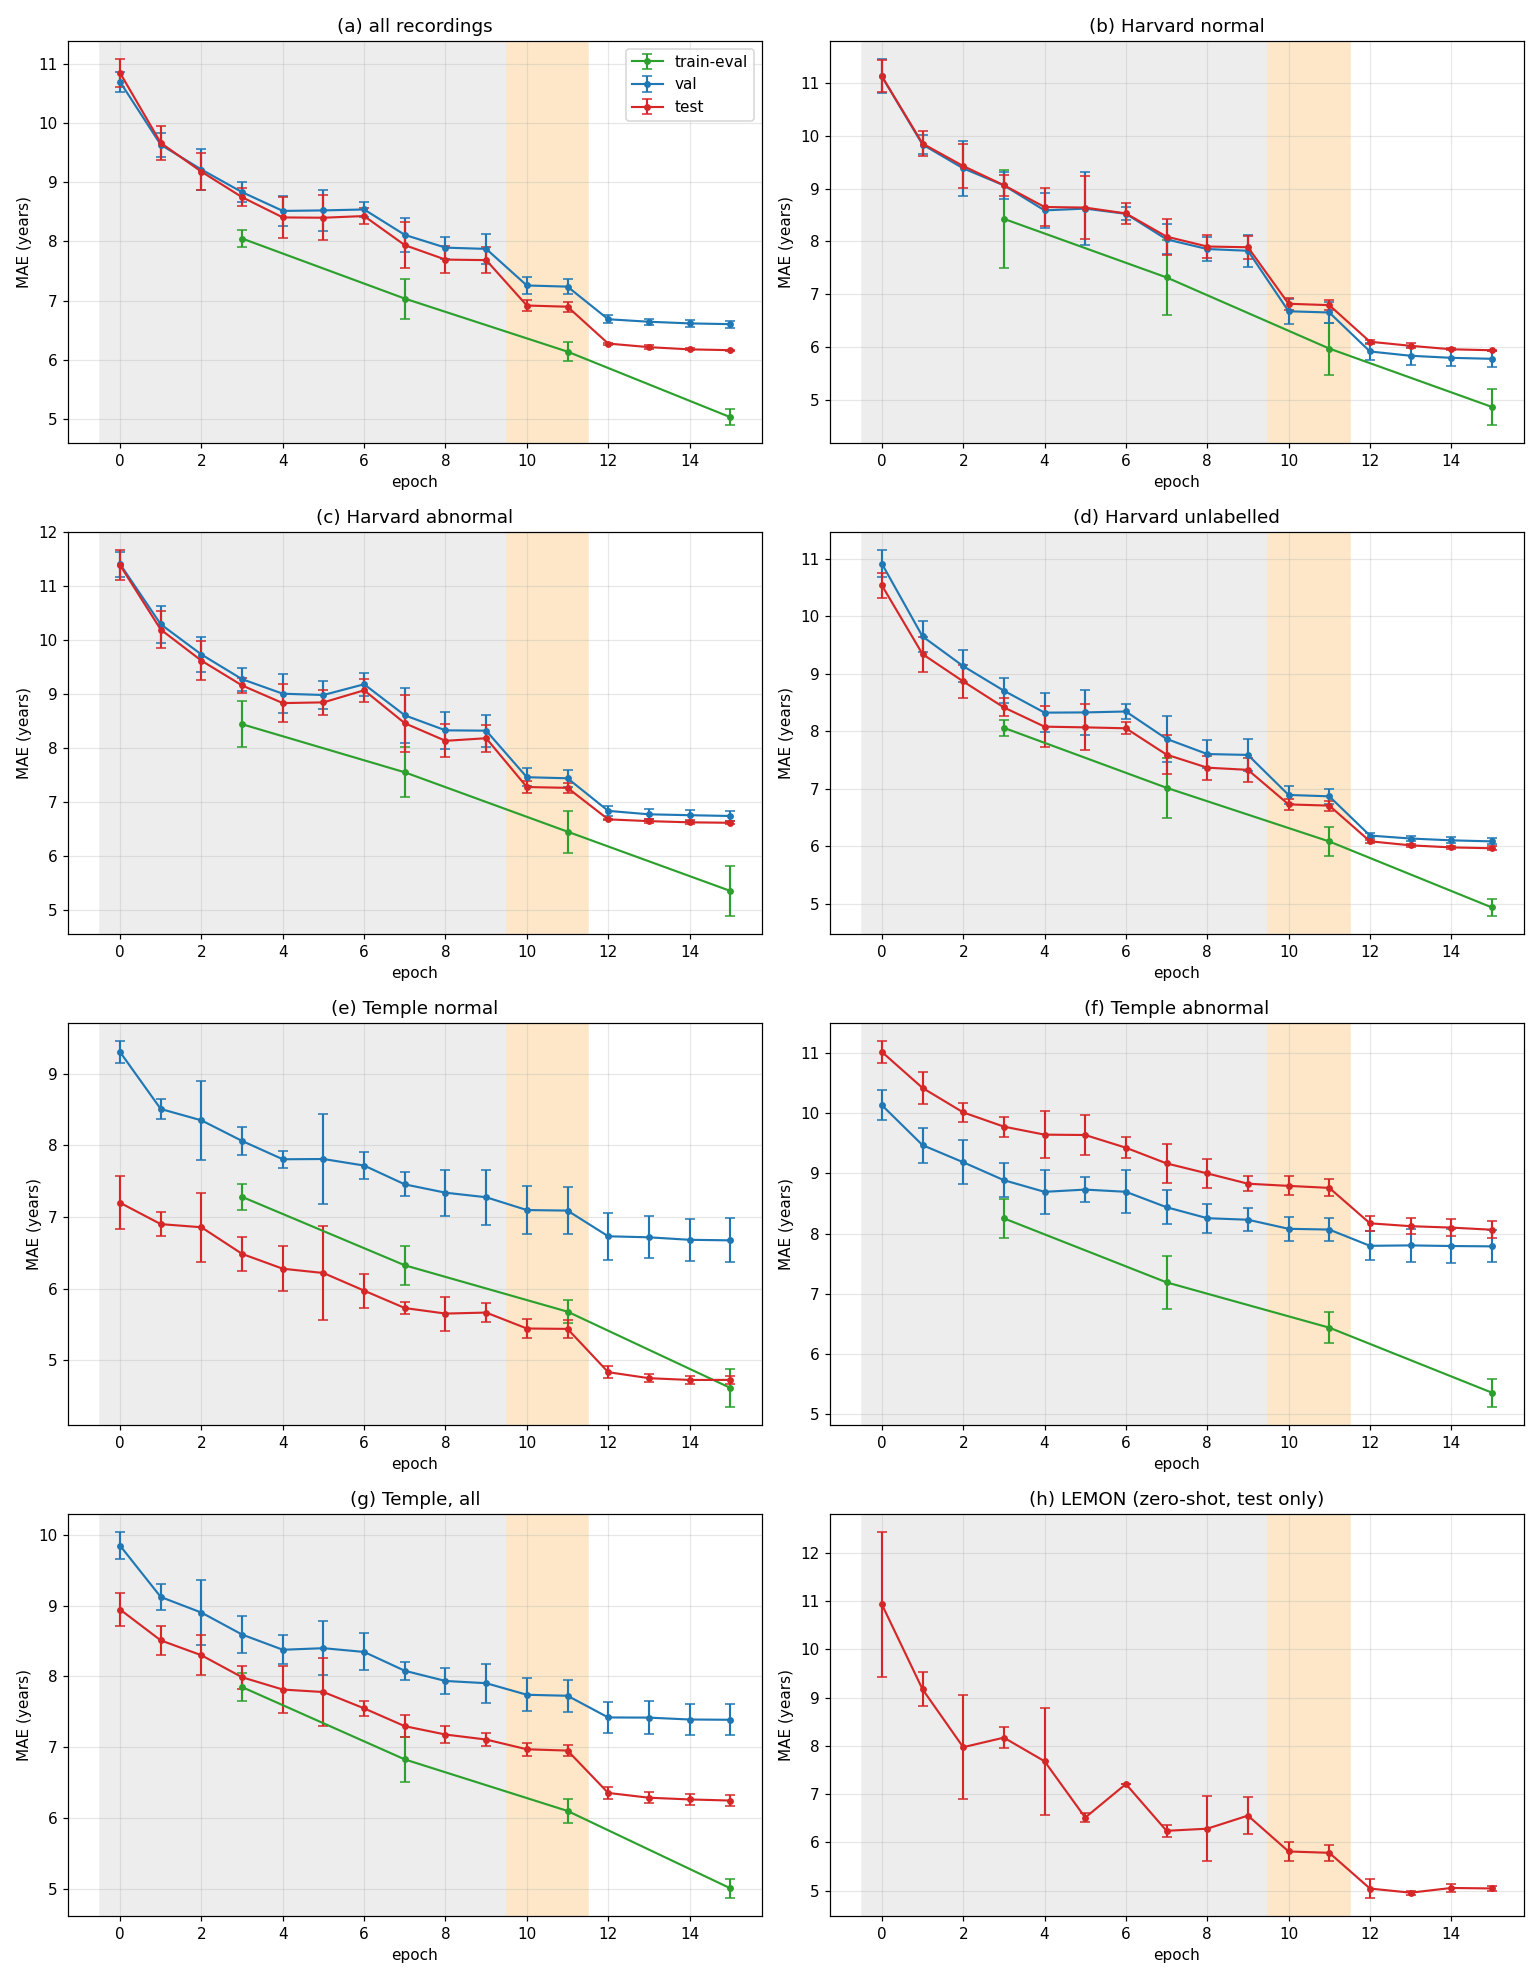 (a) all recordings
MAE (years)
11
10
9
8
7
6
5
0 2 4 6 8 10 12 14
epoch
train-eval
val
test
(b) Harvard normal
MAE (years)
11
10
9
8
7
6
5
0 2 4 6 8 10 12 14
epoch
(c) Harvard abnormal
MAE (years)
12
11
10
9
8
7
6
5
0 2 4 6 8 10 12 14
epoch
(d) Harvard unlabelled
MAE (years)
11
10
9
8
7
6
5
0 2 4 6 8 10 12 14
epoch
(e) Temple normal
MAE (years)
9
8
7
6
5
0 2 4 6 8 10 12 14
epoch
(f) Temple abnormal
MAE (years)
11
10
9
8
7
6
5
0 2 4 6 8 10 12 14
epoch
(g) Temple, all
MAE (years)
10
9
8
7
6
5
0 2 4 6 8 10 12 14
epoch
(h) LEMON (zero-shot, test only)
MAE (years)
12
11
10
9
8
7
6
5
0 2 4 6 8 10 12 14
epoch